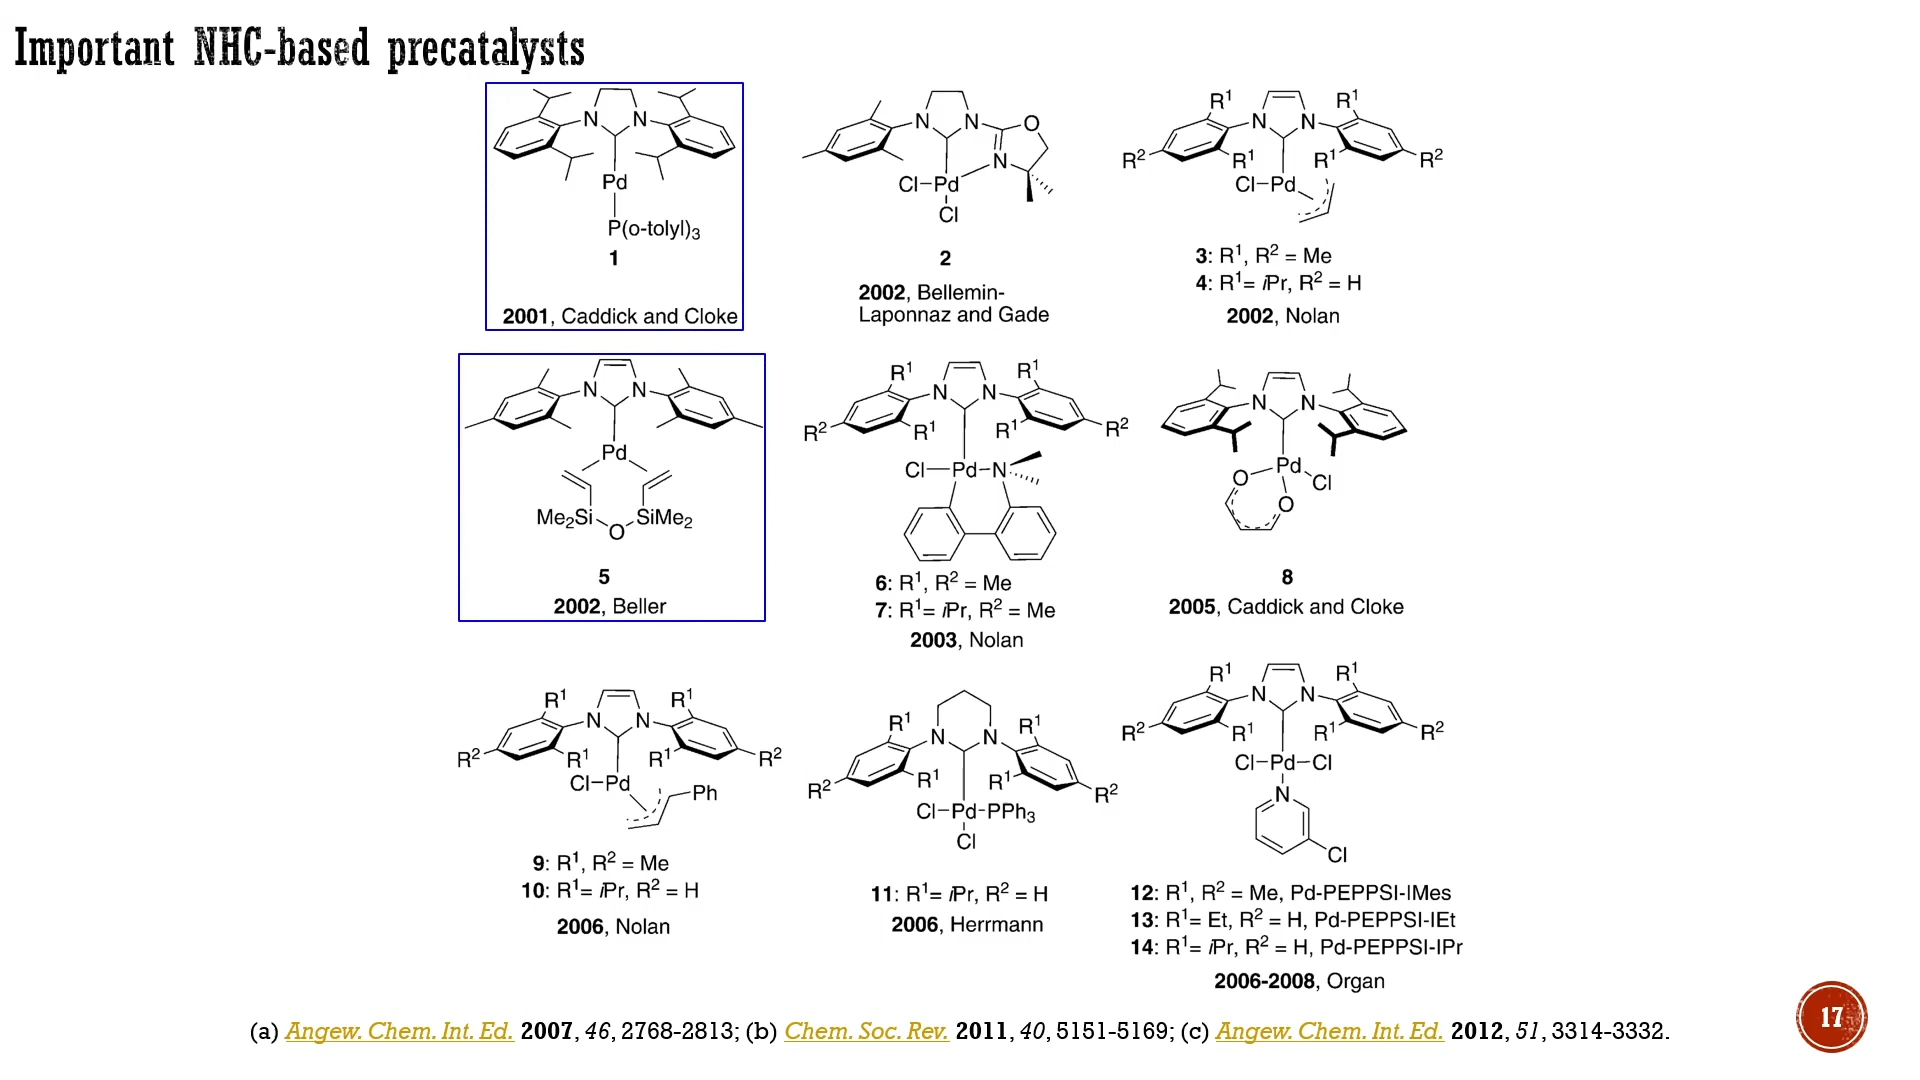 Important NHC-based precatalysts
N N
Pd
P(o-tolyl)₃
1
2001, Caddick and Cloke
N N O
N
Cl Pd
Cl
2
2002, Bellemin-
Laponnaz and Gade
R¹ R¹
N N
R² R¹ R¹ R²
Cl Pd
3: R¹, R² = Me
4: R¹= iPr, R² = H
2002, Nolan
N N
Pd
Me₂Si SiMe₂
O
5
2002, Beller
R¹ R¹
N N
R² R¹ R¹ R²
Cl Pd N
6: R¹, R² = Me
7: R¹= iPr, R² = Me
2003, Nolan
N N
Pd
O Cl
O
8
2005, Caddick and Cloke
R¹ R¹
N N
R² R¹ R¹ R²
Cl Pd
Ph
9: R¹, R² = Me
10: R¹= iPr, R² = H
2006, Nolan
R¹ R¹
N N
R² R¹ R¹ R²
Cl Pd PPh₃
Cl
11: R¹= iPr, R² = H
2006, Herrmann
R¹ R¹
N N
R² R¹ R¹ R²
Cl Pd Cl
N
Cl
12: R¹, R² = Me, Pd-PEPPSI-IMes
13: R¹= Et, R² = H, Pd-PEPPSI-IEt
14: R¹= iPr, R² = H, Pd-PEPPSI-IPr
2006-2008, Organ
(a) Angew. Chem. Int. Ed. 2007, 46, 2768-2813; (b) Chem. Soc. Rev. 2011, 40, 5151-5169; (c) Angew. Chem. Int. Ed. 2012, 51, 3314-3332.
17